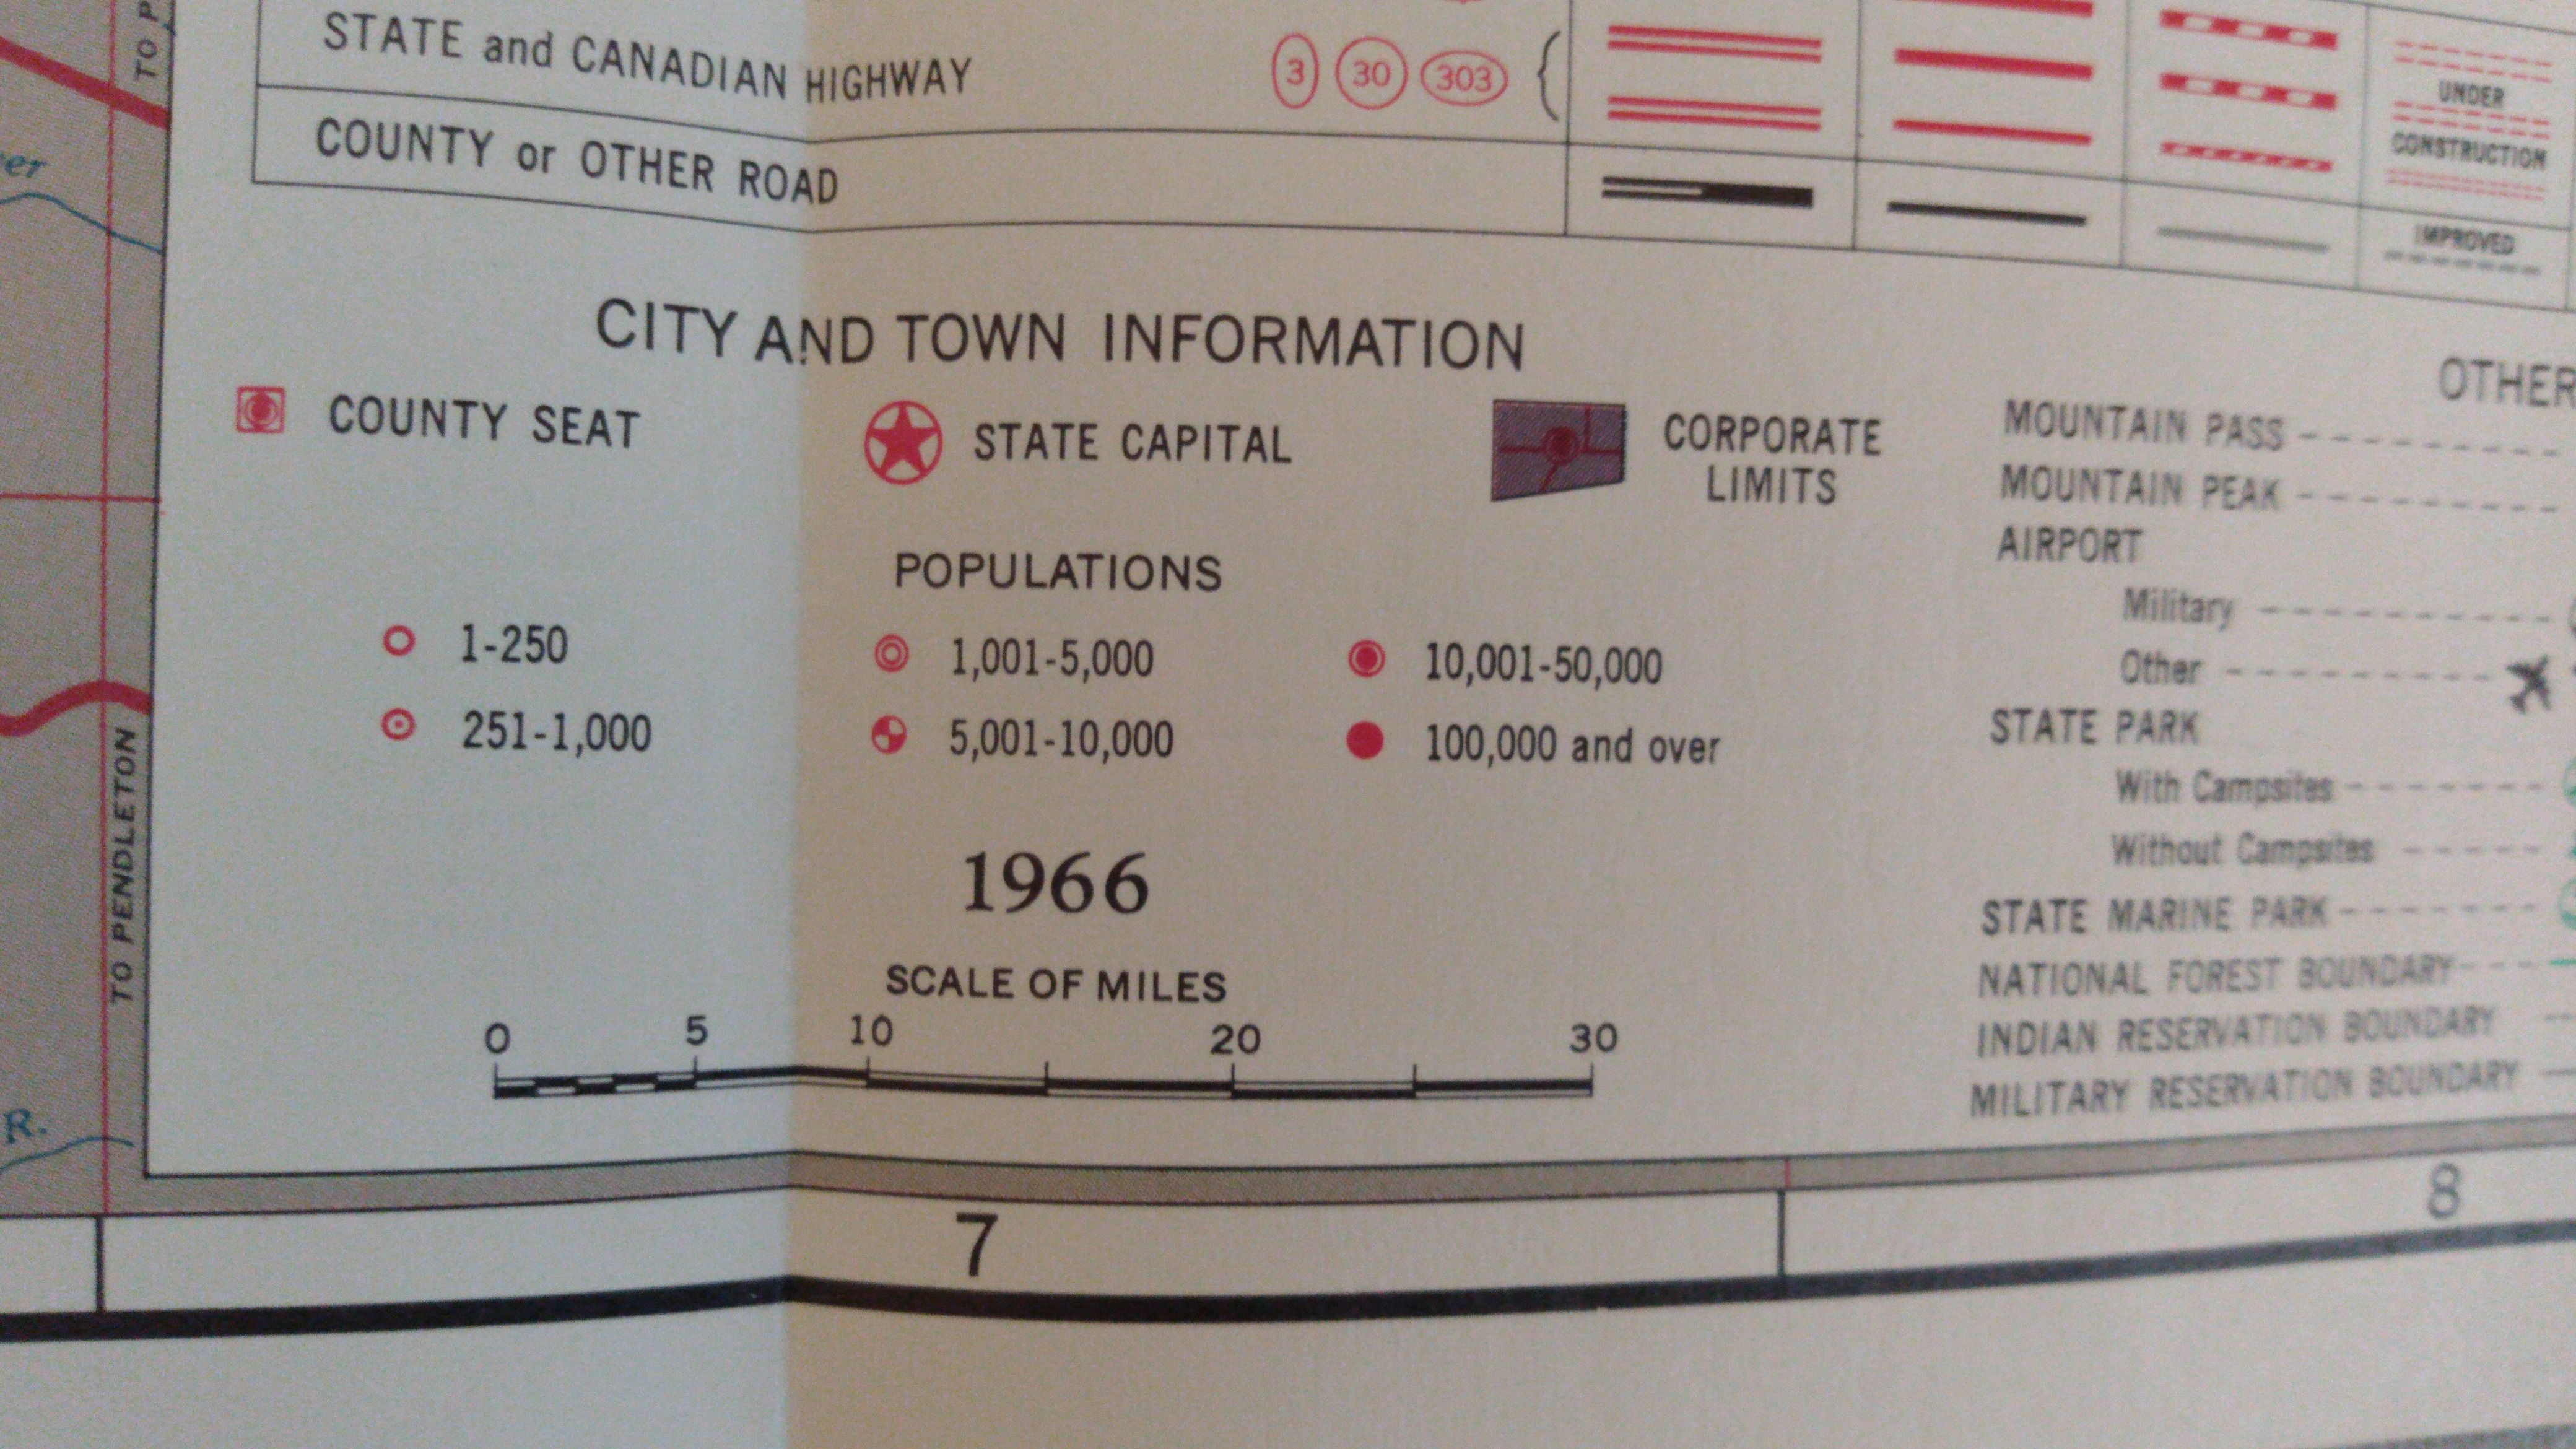 TO P
STATE and CANADIAN HIGHWAY
3 30 303
COUNTY or OTHER ROAD
UNDER
CONSTRUCTION
IMPROVED
er
CITY AND TOWN INFORMATION
COUNTY SEAT
STATE CAPITAL
CORPORATE
LIMITS
POPULATIONS
1-250
251-1,000
1,001-5,000
5,001-10,000
10,001-50,000
100,000 and over
1966
SCALE OF MILES
0 5 10 20 30
OTHER
MOUNTAIN PASS
MOUNTAIN PEAK
AIRPORT
Military
Other
STATE PARK
With Campsites
Without Campsites
STATE MARINE PARK
NATIONAL FOREST BOUNDARY
INDIAN RESERVATION BOUNDARY
MILITARY RESERVATION BOUNDARY
TO PENDLETON
R.
7
8